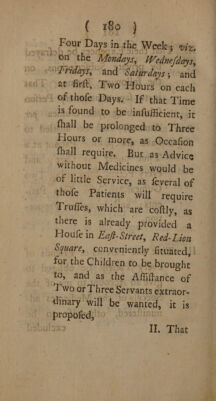 ( 180 )
Four Days in the Week; viz.
on the Mondays, Wednesdays,
Fridays, and Saturdays; and
at first, Two Hours on each
of those Days. If that Time
is found to be insufficient, it
shall be prolonged to Three
Hours or more, as Occasion
shall require. But as Advice
without Medicines would be
of little Service, as several of
those Patients will require
Trusses, which are costly, as
there is already provided a
House in East-Street, Red-Lion
Square, conveniently situated,
for the Children to be brought
to, and as the Assistance of
Two or Three Servants extraor-
dinary will be wanted, it is
proposed,
II. That